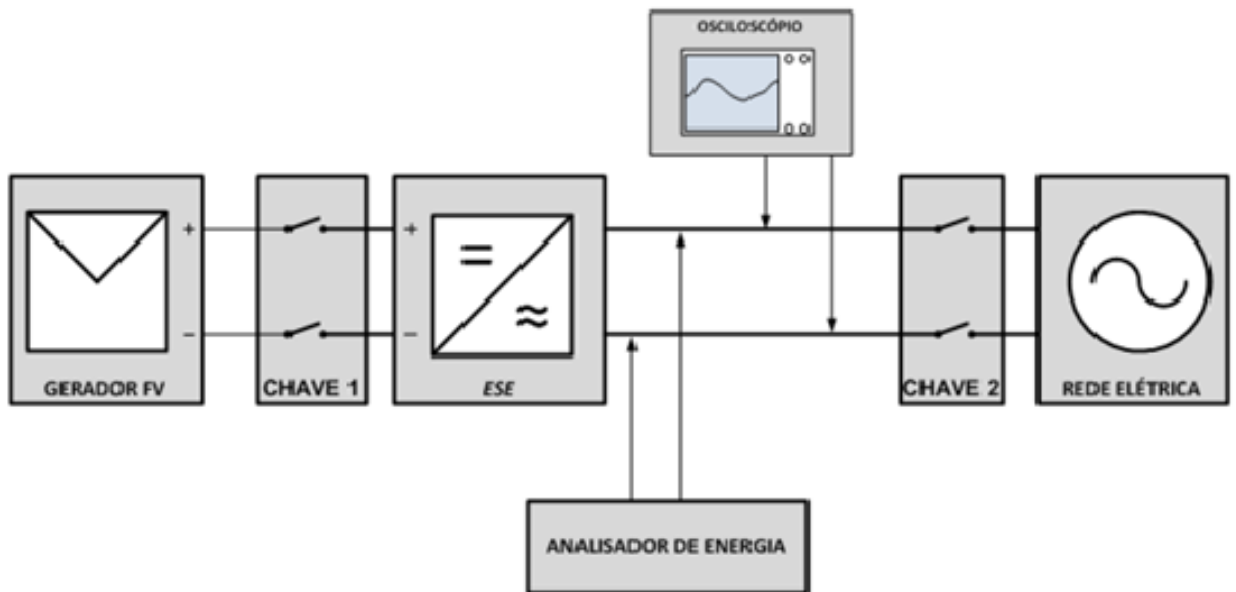 OSCILOSCÓPIO
+
+
−
−
GERADOR FV
CHAVE 1
ESE
CHAVE 2
REDE ELÉTRICA
ANALISADOR DE ENERGIA